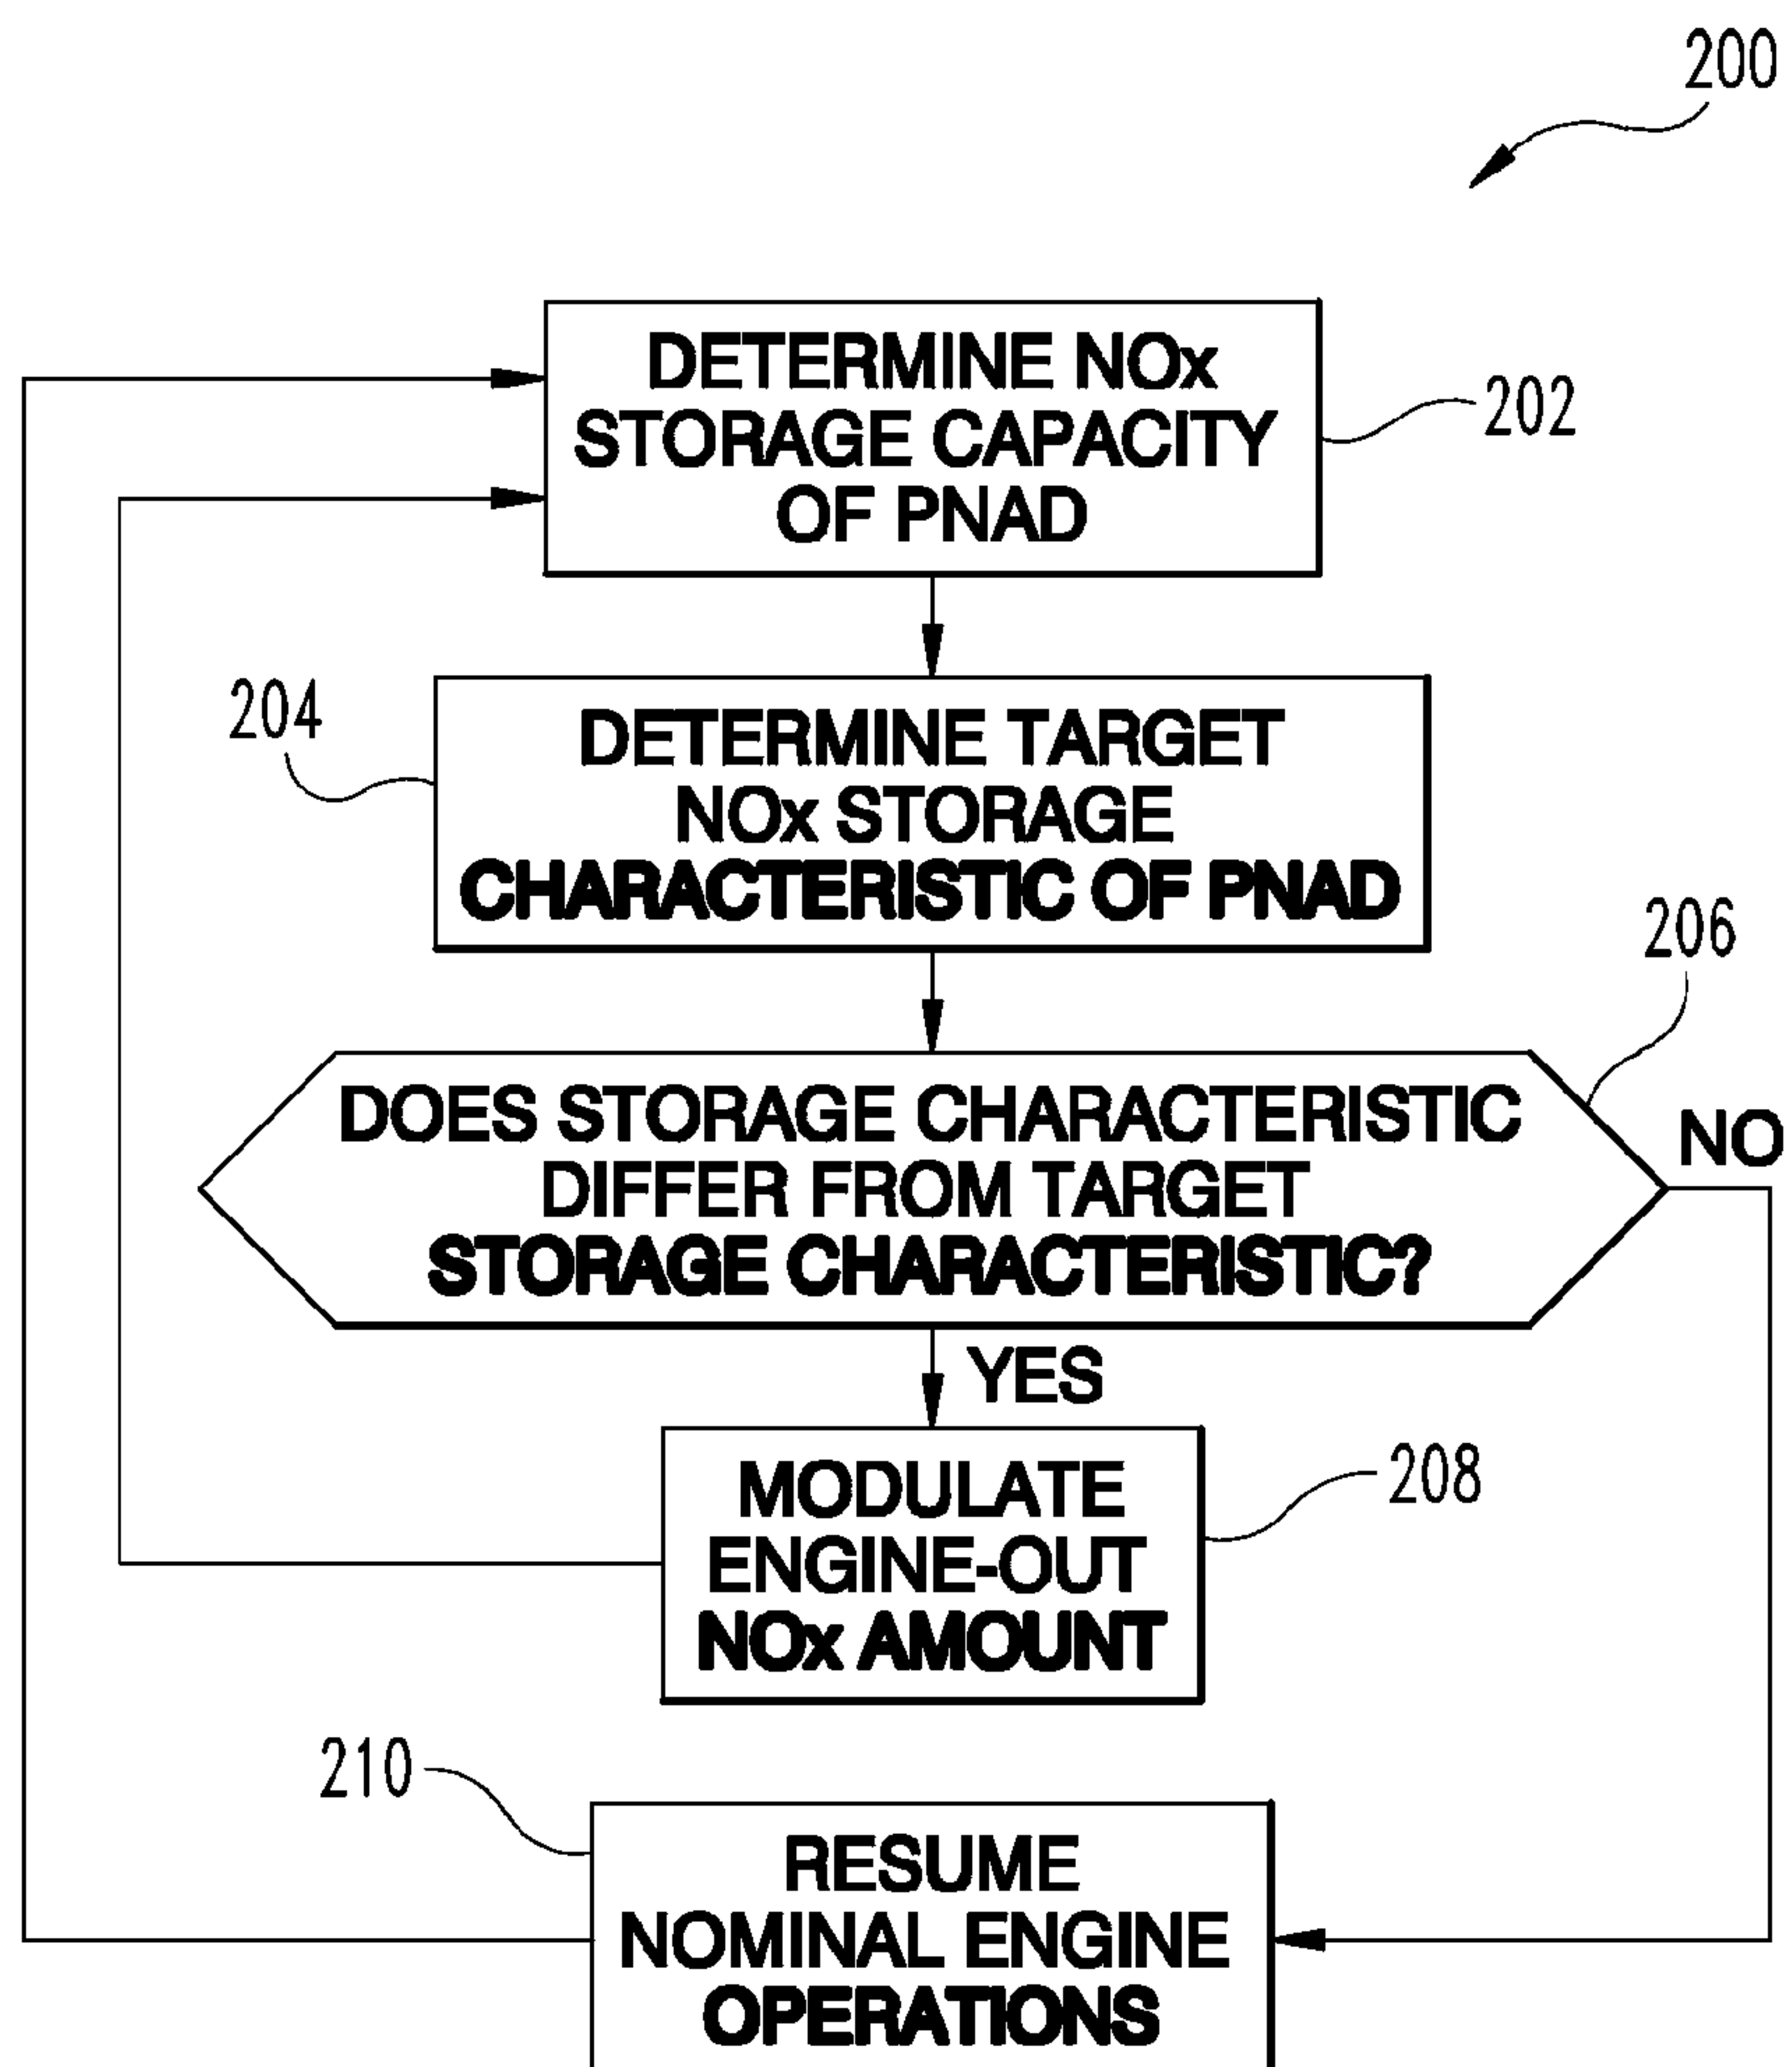 200
DETERMINE NOx
STORAGE CAPACITY
OF PNAD
202
204
DETERMINE TARGET
NOx STORAGE
CHARACTERISTIC OF PNAD
206
DOES STORAGE CHARACTERISTIC
DIFFER FROM TARGET
STORAGE CHARACTERISTIC?
NO
YES
MODULATE
ENGINE-OUT
NOx AMOUNT
208
210
RESUME
NOMINAL ENGINE
OPERATIONS